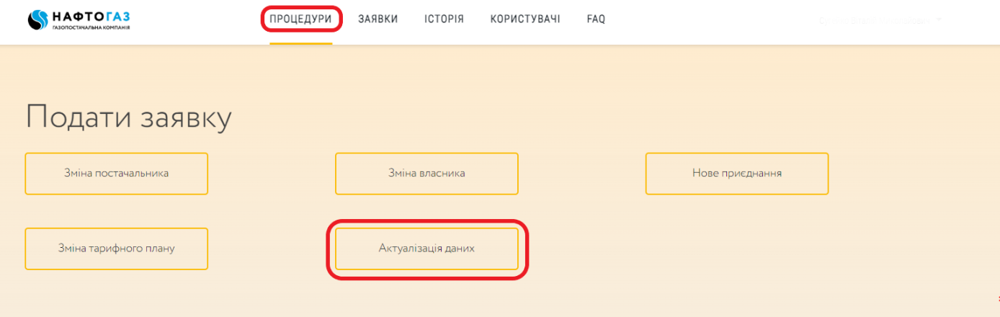 НАФТОГАЗ
ГАЗОПОСТАЧАЛЬНА КОМПАНІЯ
ПРОЦЕДУРИ ЗАЯВКИ ІСТОРІЯ КОРИСТУВАЧІ FAQ
Подати заявку
Зміна постачальника Зміна власника Нове приєднання
Зміна тарифного плану Актуалізація даних